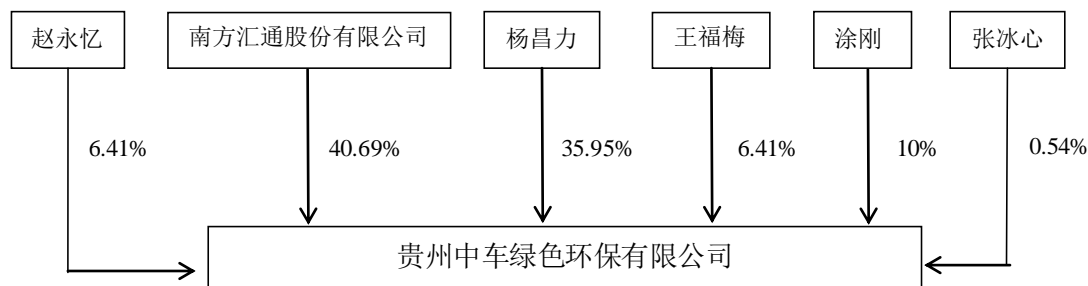 赵永忆 南方汇通股份有限公司 杨昌力 王福梅 涂刚 张冰心
6.41% 40.69% 35.95% 6.41% 10% 0.54%
贵州中车绿色环保有限公司